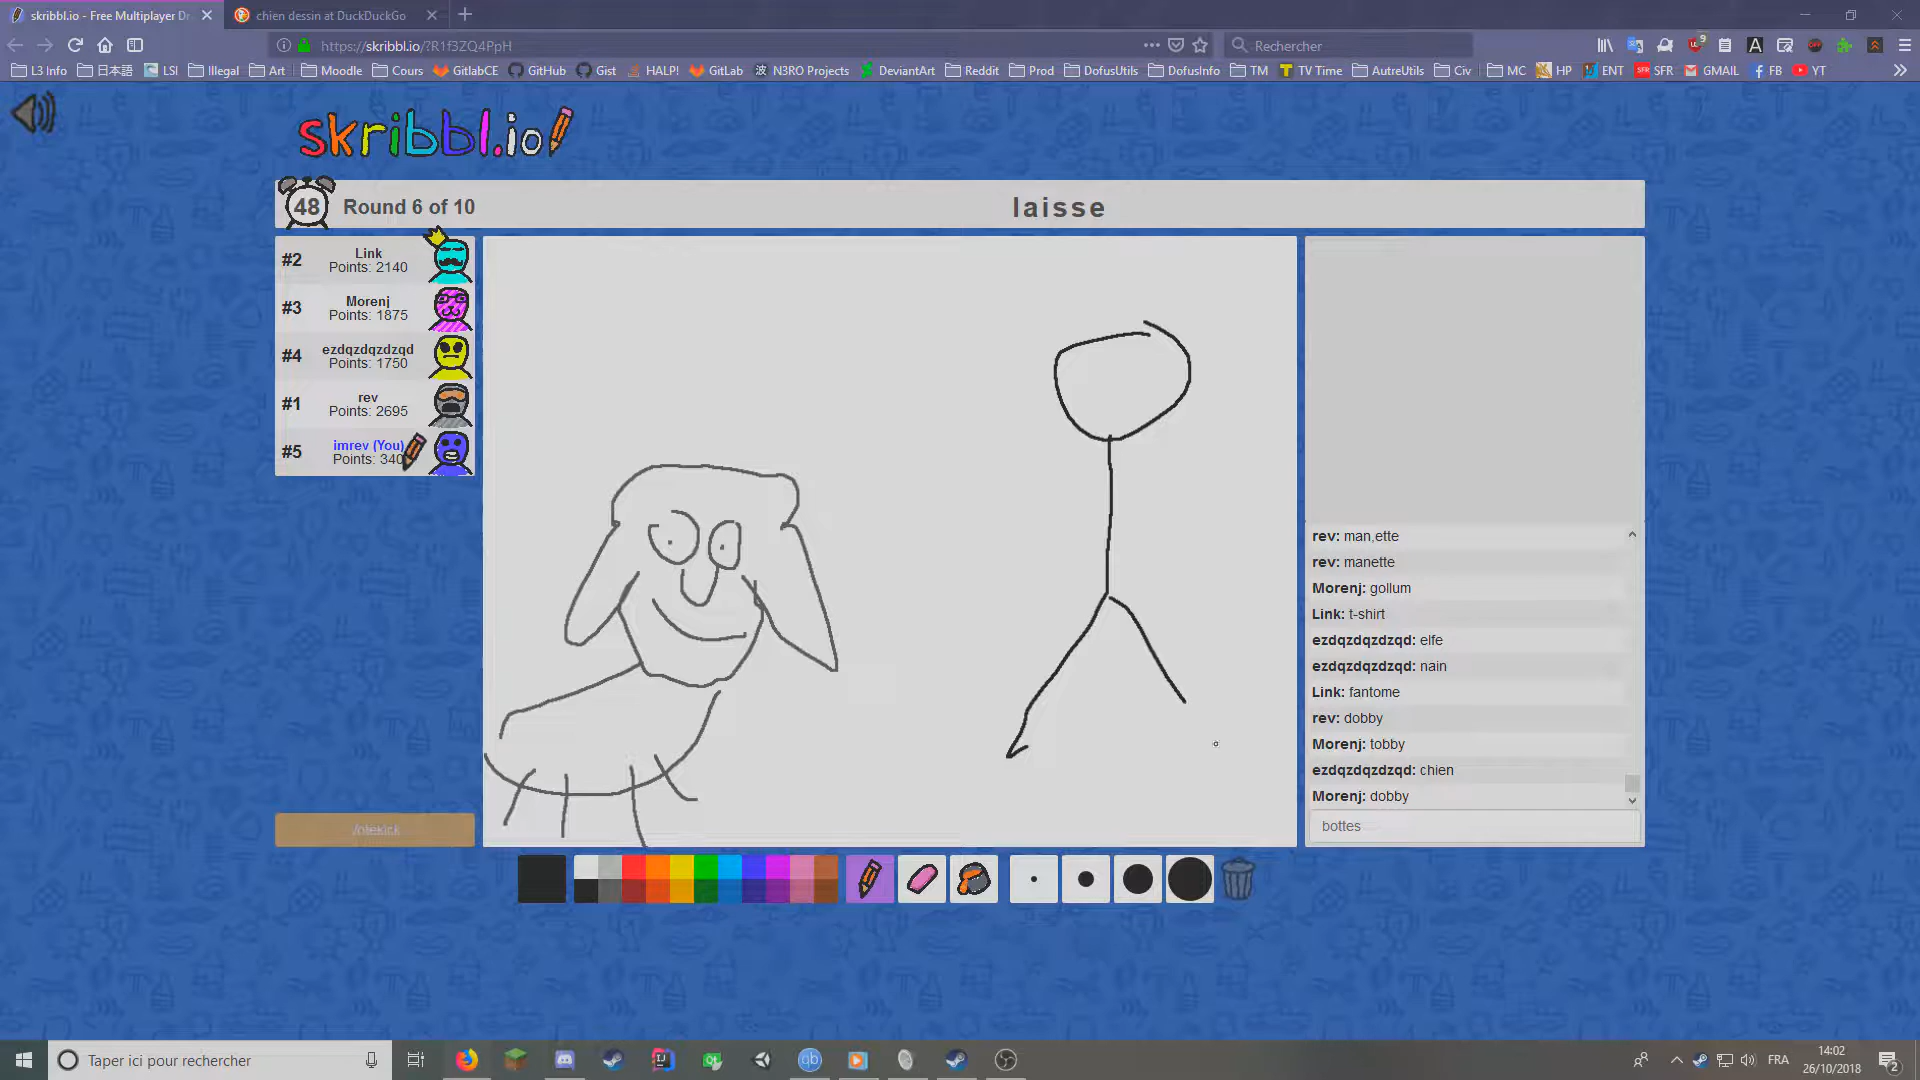 skribbl.io - Free Multiplayer Dr
chien dessin at DuckDuckGo
https://skribbl.io/?R1f3ZQ4PpH
Rechercher
9
L3 Info
日本語
LSI
Illegal
Art
Moodle
Cours
GitlabCE
GitHub
Gist
HALP!
GitLab
N3RO Projects
DeviantArt
Reddit
Prod
DofusUtils
DofusInfo
TM
TV Time
AutreUtils
Civ
MC
HP
ENT
SFR
GMAIL
FB
YT
skribbl.io
48
Round 6 of 10
laisse
#2
Link
Points: 2140
#3
Morenj
Points: 1875
#4
ezdqzdqzdzqd
Points: 1750
#1
rev
Points: 2695
#5
imrev (You)
Points: 340
rev: man,ette
rev: manette
Morenj: gollum
Link: t-shirt
ezdqzdqzdzqd: elfe
ezdqzdqzdzqd: nain
Link: fantome
rev: dobby
Morenj: tobby
ezdqzdqzdzqd: chien
Morenj: dobby
bottes
Taper ici pour rechercher
FRA
14:02
26/10/2018
2